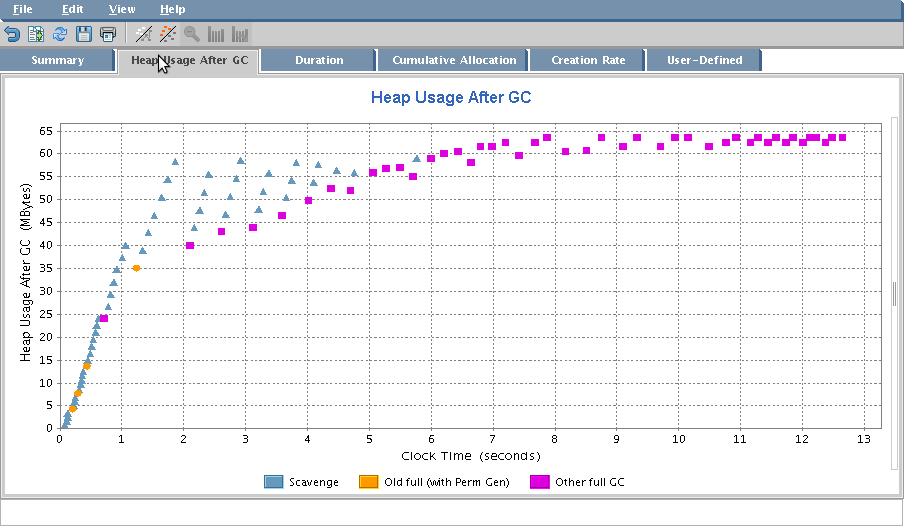 File Edit View Help
Summary Heap Usage After GC Duration Cumulative Allocation Creation Rate User-Defined
Heap Usage After GC
Heap Usage After GC (MBytes)
65
60
55
50
45
40
35
30
25
20
15
10
5
0
0 1 2 3 4 5 6 7 8 9 10 11 12 13
Clock Time (seconds)
Scavenge Old full (with Perm Gen) Other full GC